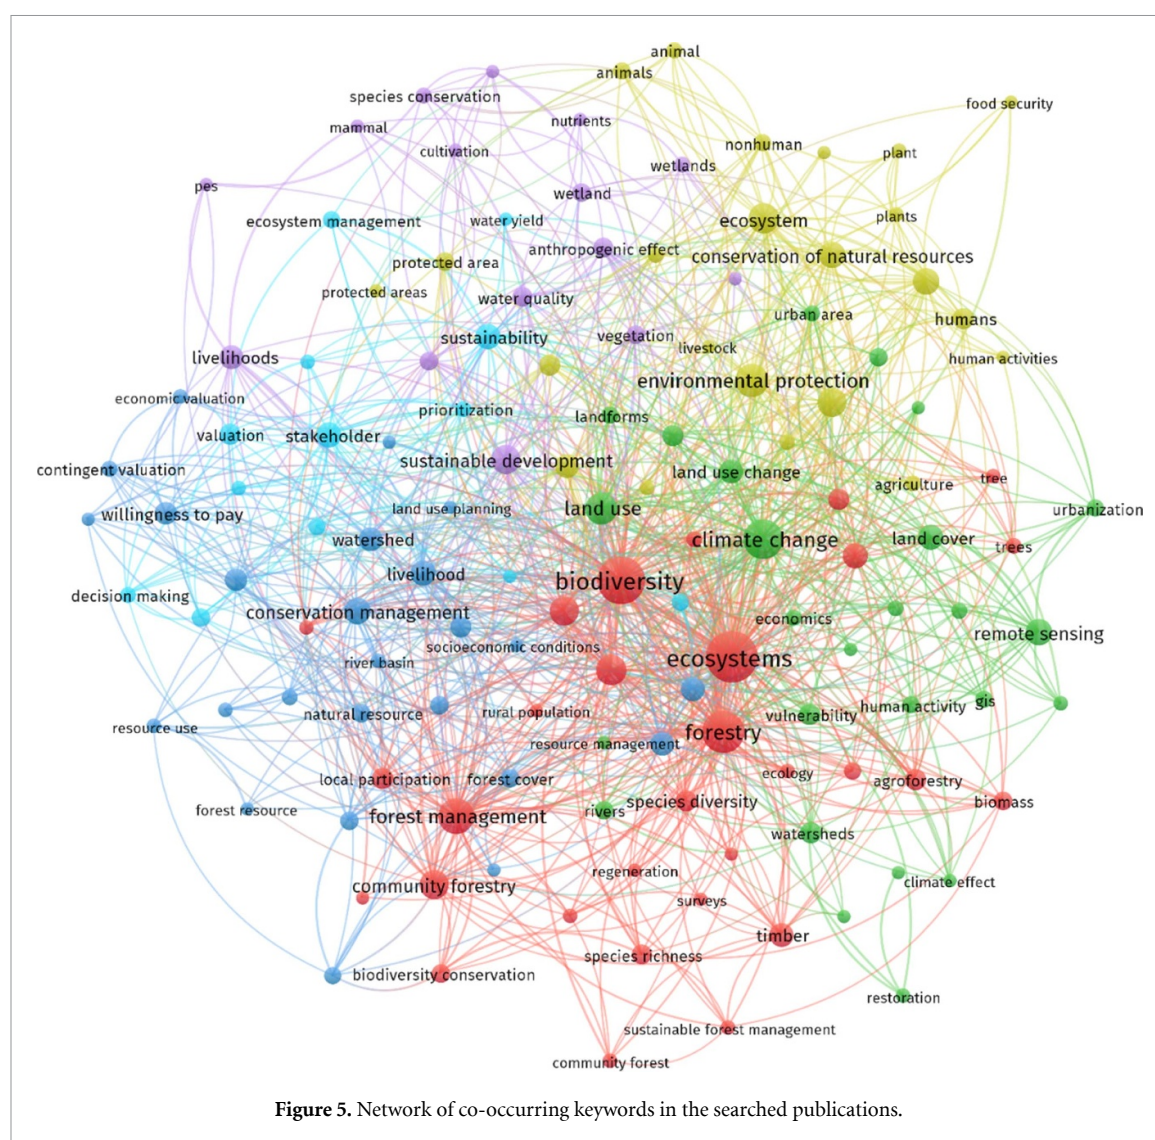 animal
animals
species conservation
food security
nutrients
mammal
nonhuman
cultivation
plant
wetlands
pes
wetland
ecosystem management
water yield
ecosystem
plants
anthropogenic effect
conservation of natural resources
protected area
protected areas
water quality
urban area
humans
sustainability
vegetation
livestock
livelihoods
human activities
environmental protection
economic valuation
prioritization
landforms
valuation
stakeholder
sustainable development
contingent valuation
land use change
tree
agriculture
land use
land use planning
urbanization
willingness to pay
watershed
climate change
land cover
trees
livelihood
biodiversity
decision making
conservation management
economics
remote sensing
socioeconomic conditions
river basin
ecosystems
human activity
gis
natural resource
rural population
vulnerability
resource use
forestry
resource management
ecology
local participation
forest cover
agroforestry
species diversity
biomass
forest resource
rivers
forest management
watersheds
regeneration
climate effect
community forestry
surveys
timber
species richness
biodiversity conservation
restoration
sustainable forest management
community forest
Figure 5. Network of co-occurring keywords in the searched publications.